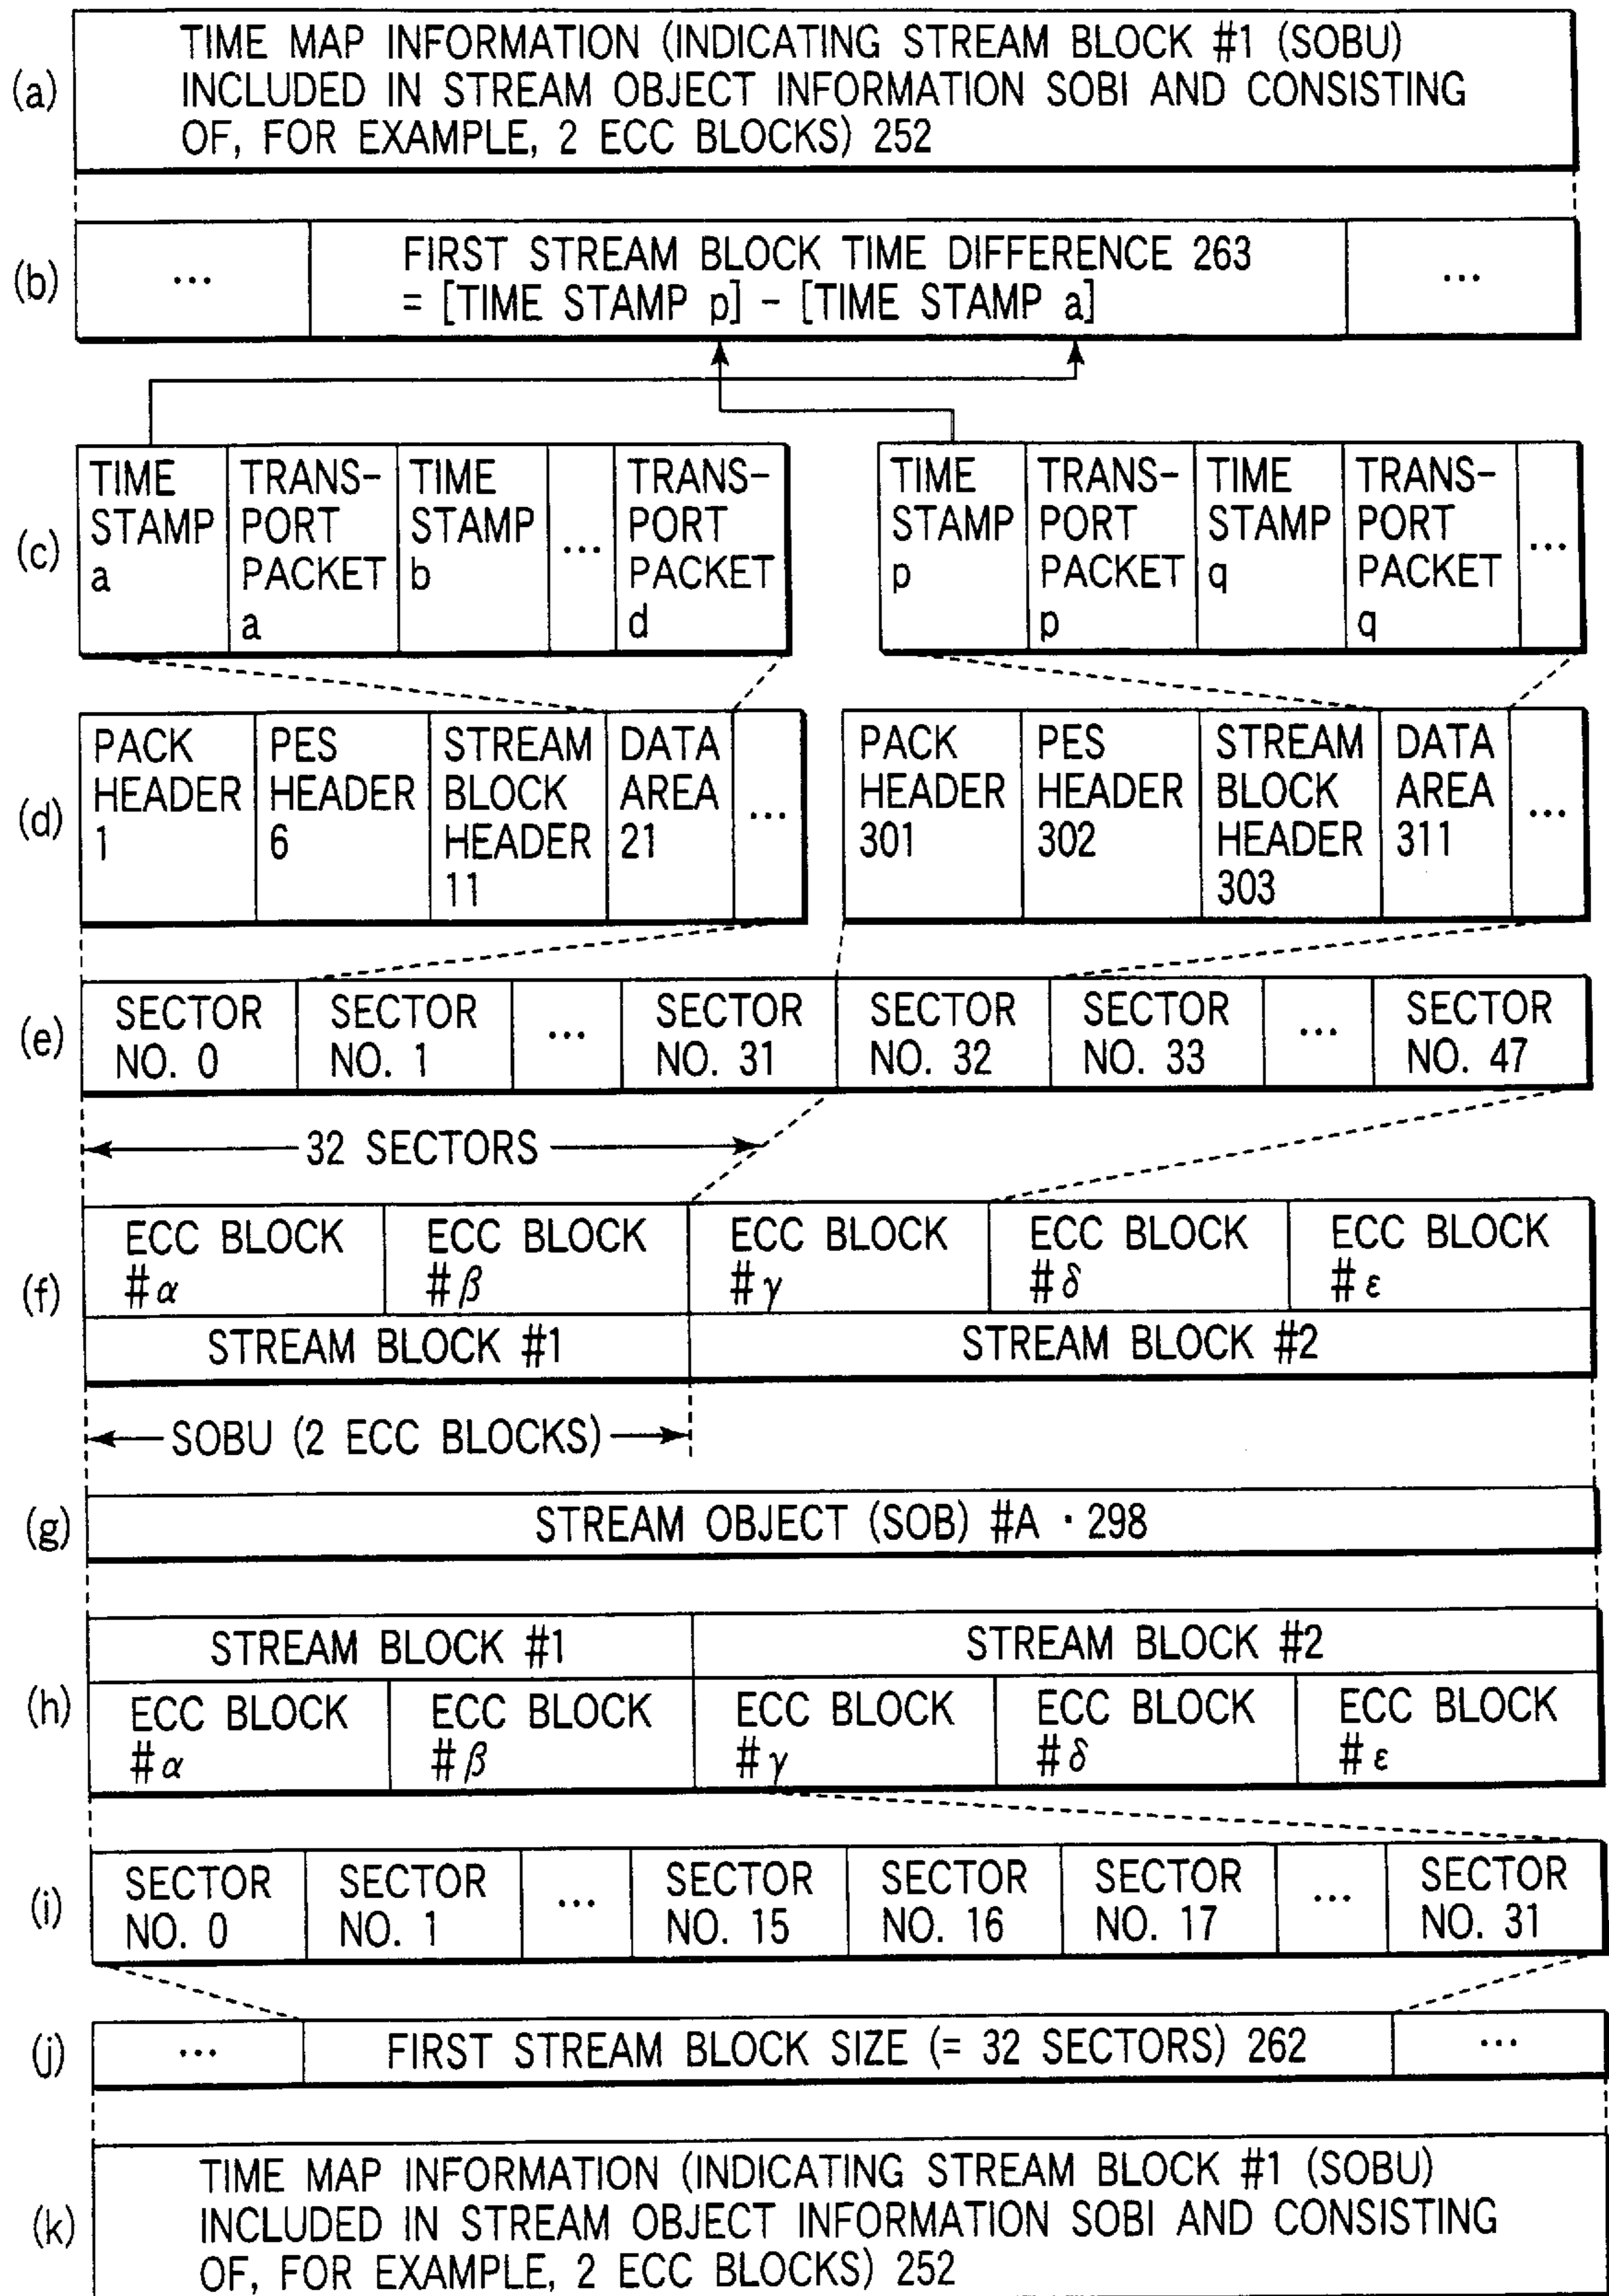 (a)
TIME MAP INFORMATION (INDICATING STREAM BLOCK #1 (SOBU)
INCLUDED IN STREAM OBJECT INFORMATION SOBI AND CONSISTING
OF, FOR EXAMPLE, 2 ECC BLOCKS) 252
(b)
...
FIRST STREAM BLOCK TIME DIFFERENCE 263
= [TIME STAMP p] - [TIME STAMP a]
...
(c)
TIME
STAMP
a
TRANS-
PORT
PACKET
a
TIME
STAMP
b
...
TRANS-
PORT
PACKET
d
TIME
STAMP
p
TRANS-
PORT
PACKET
p
TIME
STAMP
q
TRANS-
PORT
PACKET
q
...
(d)
PACK
HEADER
1
PES
HEADER
6
STREAM
BLOCK
HEADER
11
DATA
AREA
21
...
PACK
HEADER
301
PES
HEADER
302
STREAM
BLOCK
HEADER
303
DATA
AREA
311
...
(e)
SECTOR
NO. 0
SECTOR
NO. 1
...
SECTOR
NO. 31
SECTOR
NO. 32
SECTOR
NO. 33
...
SECTOR
NO. 47
32 SECTORS
(f)
ECC BLOCK
#α
ECC BLOCK
#β
ECC BLOCK
#γ
ECC BLOCK
#δ
ECC BLOCK
#ε
STREAM BLOCK #1
STREAM BLOCK #2
SOBU (2 ECC BLOCKS)
(g)
STREAM OBJECT (SOB) #A · 298
(h)
STREAM BLOCK #1
STREAM BLOCK #2
ECC BLOCK
#α
ECC BLOCK
#β
ECC BLOCK
#γ
ECC BLOCK
#δ
ECC BLOCK
#ε
(i)
SECTOR
NO. 0
SECTOR
NO. 1
...
SECTOR
NO. 15
SECTOR
NO. 16
SECTOR
NO. 17
...
SECTOR
NO. 31
(j)
...
FIRST STREAM BLOCK SIZE (= 32 SECTORS) 262
...
(k)
TIME MAP INFORMATION (INDICATING STREAM BLOCK #1 (SOBU)
INCLUDED IN STREAM OBJECT INFORMATION SOBI AND CONSISTING
OF, FOR EXAMPLE, 2 ECC BLOCKS) 252